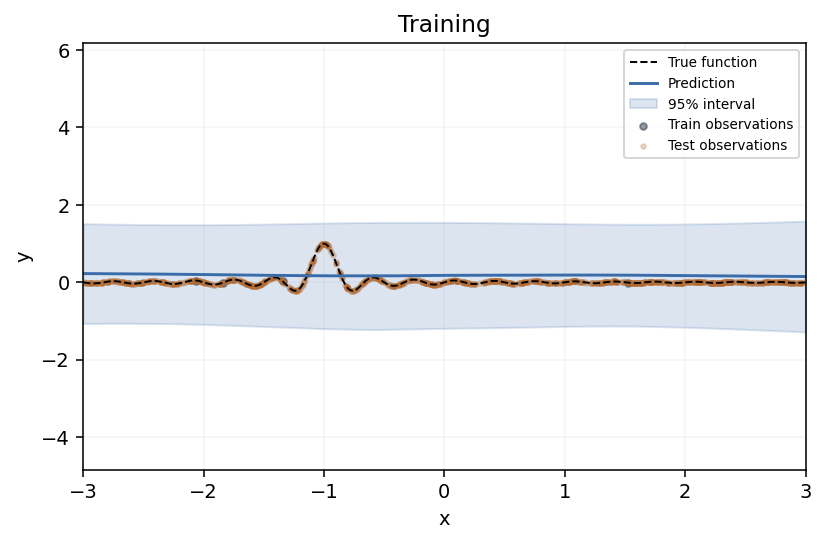 Training
6
4
2
0
−2
−4
y
−3
−2
−1
0
1
2
3
x
True function
Prediction
95% interval
Train observations
Test observations